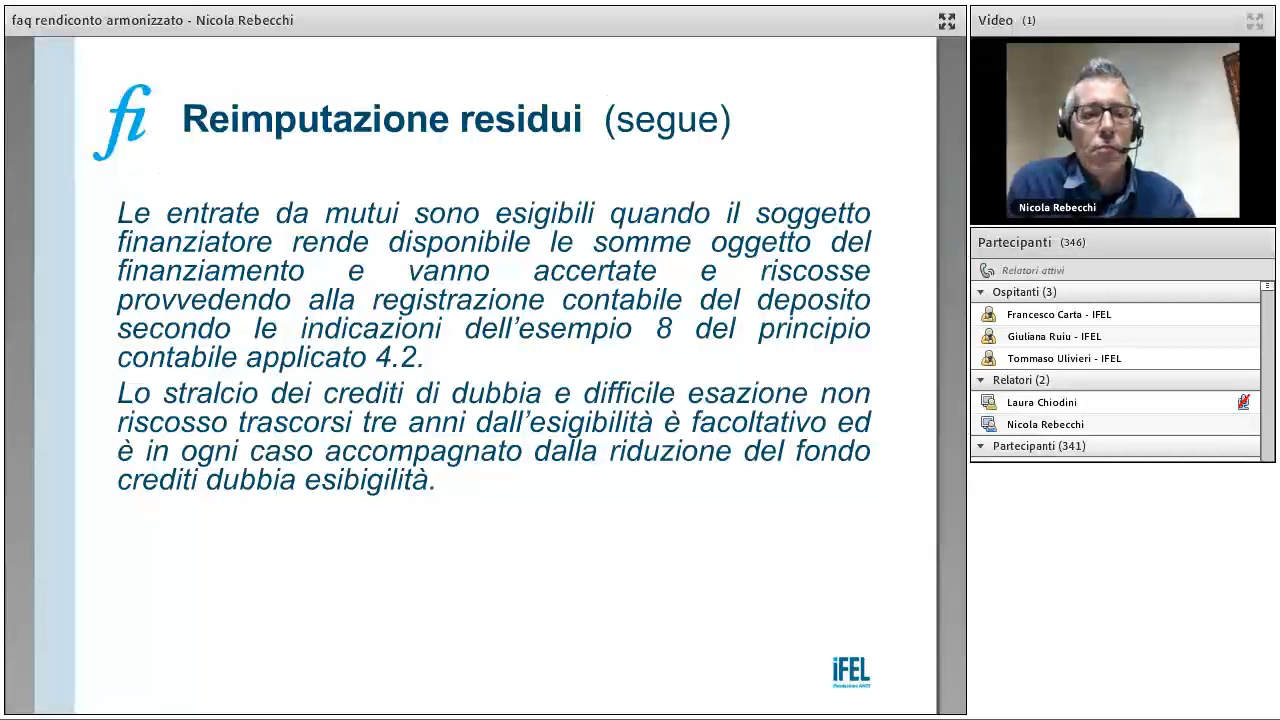 faq rendiconto armonizzato - Nicola Rebecchi
fi
Reimputazione residui (segue)
Le entrate da mutui sono esigibili quando il soggetto
finanziatore rende disponibile le somme oggetto del
finanziamento e vanno accertate e riscosse
provvedendo alla registrazione contabile del deposito
secondo le indicazioni dell'esempio 8 del principio
contabile applicato 4.2.
Lo stralcio dei crediti di dubbia e difficile esazione non
riscosso trascorsi tre anni dall'esigibilità è facoltativo ed
è in ogni caso accompagnato dalla riduzione del fondo
crediti dubbia esibigilità.
iFEL
Fondazione ANCI
Video (1)
Nicola Rebecchi
Partecipanti (346)
Relatori attivi
Ospitanti (3)
Francesco Carta - IFEL
Giuliana Ruiu - IFEL
Tommaso Ulivieri - IFEL
Relatori (2)
Laura Chiodini
Nicola Rebecchi
Partecipanti (341)